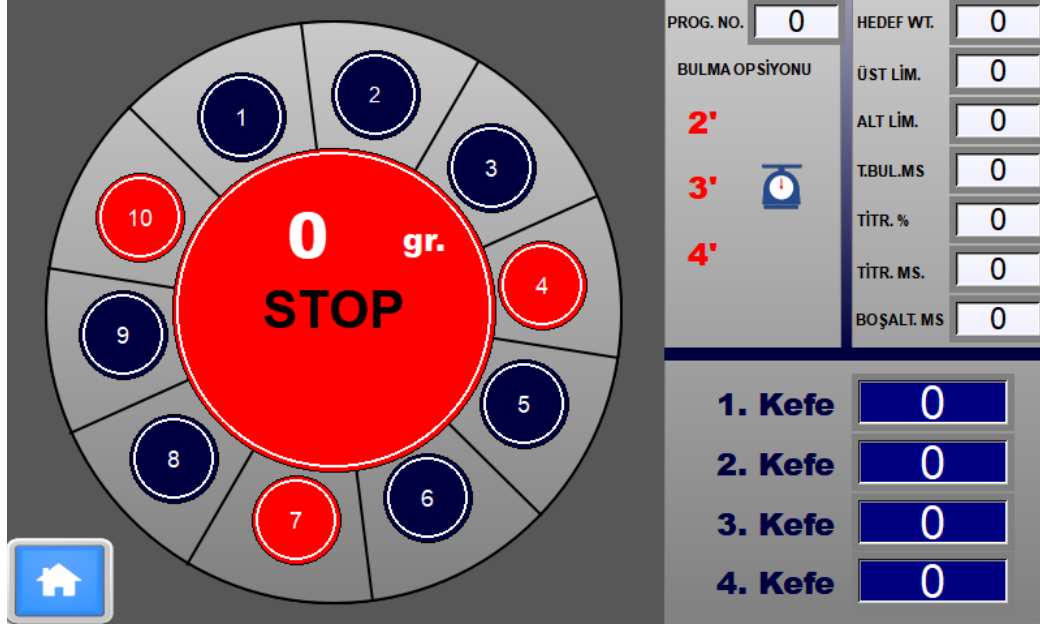 1
2
3
4
5
6
7
8
9
10
0 gr.
STOP
PROG. NO. 0
BULMA OPSİYONU
2'
3'
4'
HEDEF WT. 0
ÜST LİM. 0
ALT LİM. 0
T.BUL.MS 0
TİTR. % 0
TİTR. MS. 0
BOŞALT. MS 0
1. Kefe 0
2. Kefe 0
3. Kefe 0
4. Kefe 0